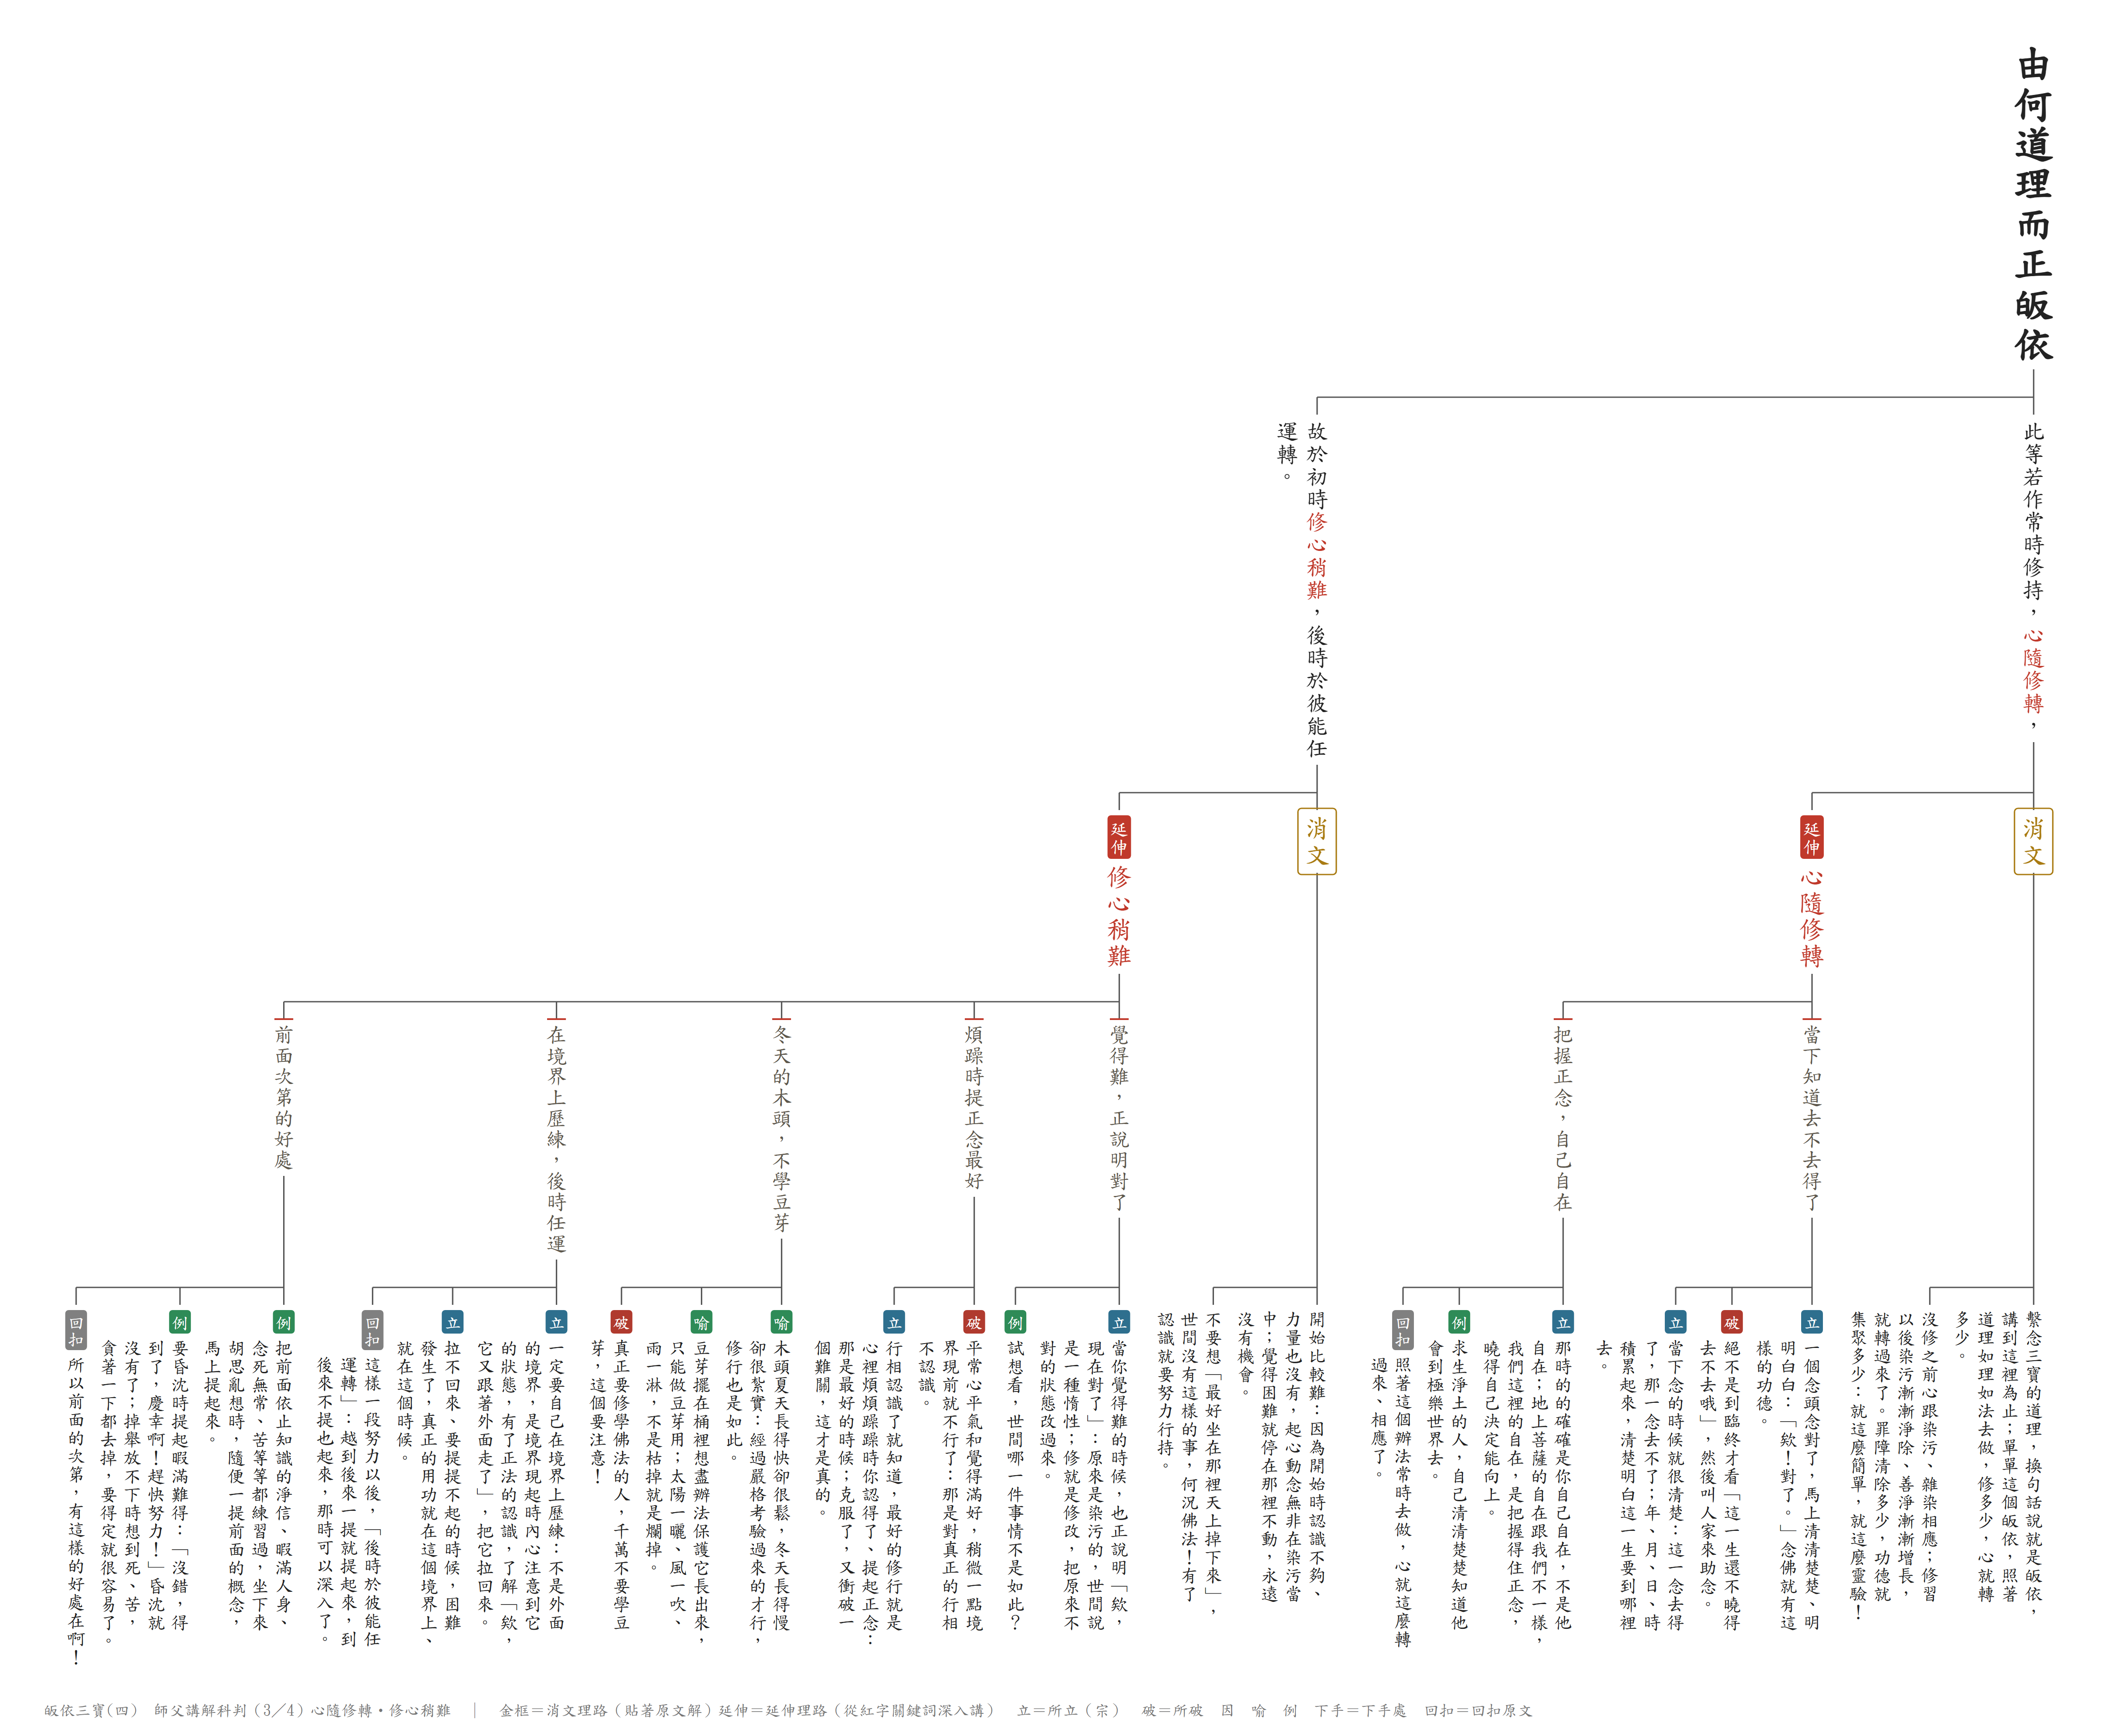 由何道理而正皈依
此等若作常時修持，心隨修轉，
故於初時修心稍難，後時於彼能任
運轉。
消文
延伸
心隨修轉
消文
延伸
修心稍難
當下知道去不去得了
把握正念，自己自在
覺得難，正說明對了
煩躁時提正念最好
冬天的木頭，不學豆芽
在境界上歷練，後時任運
前面次第的好處
繫念三寶的道理，換句話說就是皈依，
講到這裡為止；單單這個皈依，照著
道理如理如法去做，修多少，心就轉
多少。
沒修之前心跟染污、雜染相應；修習
以後染污漸漸淨除、善淨漸漸增長，
就轉過來了。罪障清除多少，功德就
集聚多少：就這麼簡單，就這麼靈驗！
立
一個念頭念對了，馬上清清楚楚、明
明白白：「欸！對了。」念佛就有這
樣的功德。
破
絕不是到臨終才看「這一生還不曉得
去不去哦」，然後叫人家來助念。
立
當下念的時候就很清楚：這一念去得
了，那一念去不了；年、月、日、時
積累起來，清楚明白這一生要到哪裡
去。
立
那時的的確確是你自己自在，不是他
自在；地上菩薩的自在跟我們不一樣，
我們這裡的自在，是把握得住正念，
曉得自己決定能向上。
例
求生淨土的人，自己清清楚楚知道他
會到極樂世界去。
回扣
照著這個辦法常時去做，心就這麼轉
過來、相應了。
開始比較難：因為開始時認識不夠、
力量也沒有，起心動念無非在染污當
中；覺得困難就停在那裡不動，永遠
沒有機會。
不要想「最好坐在那裡天上掉下來」，
世間沒有這樣的事，何況佛法！有了
認識就要努力行持。
立
當你覺得難的時候，也正說明「欸，
現在對了」：原來是染污的，世間說
是一種惰性；修就是修改，把原來不
對的狀態改過來。
例
試想看，世間哪一件事情不是如此？
破
平常心平氣和覺得滿好，稍微一點境
界現前就不行了：那是對真正的行相
不認識。
立
行相認識了就知道，最好的修行就是
心裡煩煩躁躁時你認得了、提起正念：
那是最好的時候；克服了，又衝破一
個難關，這才是真的。
喻
木頭夏天長得快卻很鬆，冬天長得慢
卻很紮實：經過嚴格考驗過來的才行，
修行也是如此。
喻
豆芽擺在桶裡想盡辦法保護它長出來，
只能做豆芽用；太陽一曬、風一吹、
雨一淋，不是枯掉就是爛掉。
破
真正要修學佛法的人，千萬不要學豆
芽，這個要注意！
立
一定要自己在境界上歷練：不是外面
的境界，是境界現起時內心注意到它
的狀態，有了正法的認識，了解「欸，
它又跟著外面走了」，把它拉回來。
立
拉不回來、要提提不起的時候，困難
發生了，真正的用功就在這個境界上、
就在這個時候。
回扣
這樣一段努力以後，「後時於彼能任
運轉」：越到後來一提就提起來，到
後來不提也起來，那時可以深入了。
例
把前面依止知識的淨信、暇滿人身、
念死無常、苦等等都練習過，坐下來
胡思亂想時，隨便一提前面的概念，
馬上提起來。
例
要昏沈時提起暇滿難得：「沒錯，得
到了，慶幸啊！趕快努力！」昏沈就
沒有了；掉舉放不下時想到死、苦，
貪著一下都去掉，要得定就很容易了。
回扣
所以前面的次第，有這樣的好處在啊！
皈依三寶(四)　師父講解科判（3／4）心隨修轉・修心稍難　｜　金框＝消文理路（貼著原文解）延伸＝延伸理路（從紅字關鍵詞深入講）　立＝所立（宗）　破＝所破　因　喻　例　下手＝下手處　回扣＝回扣原文